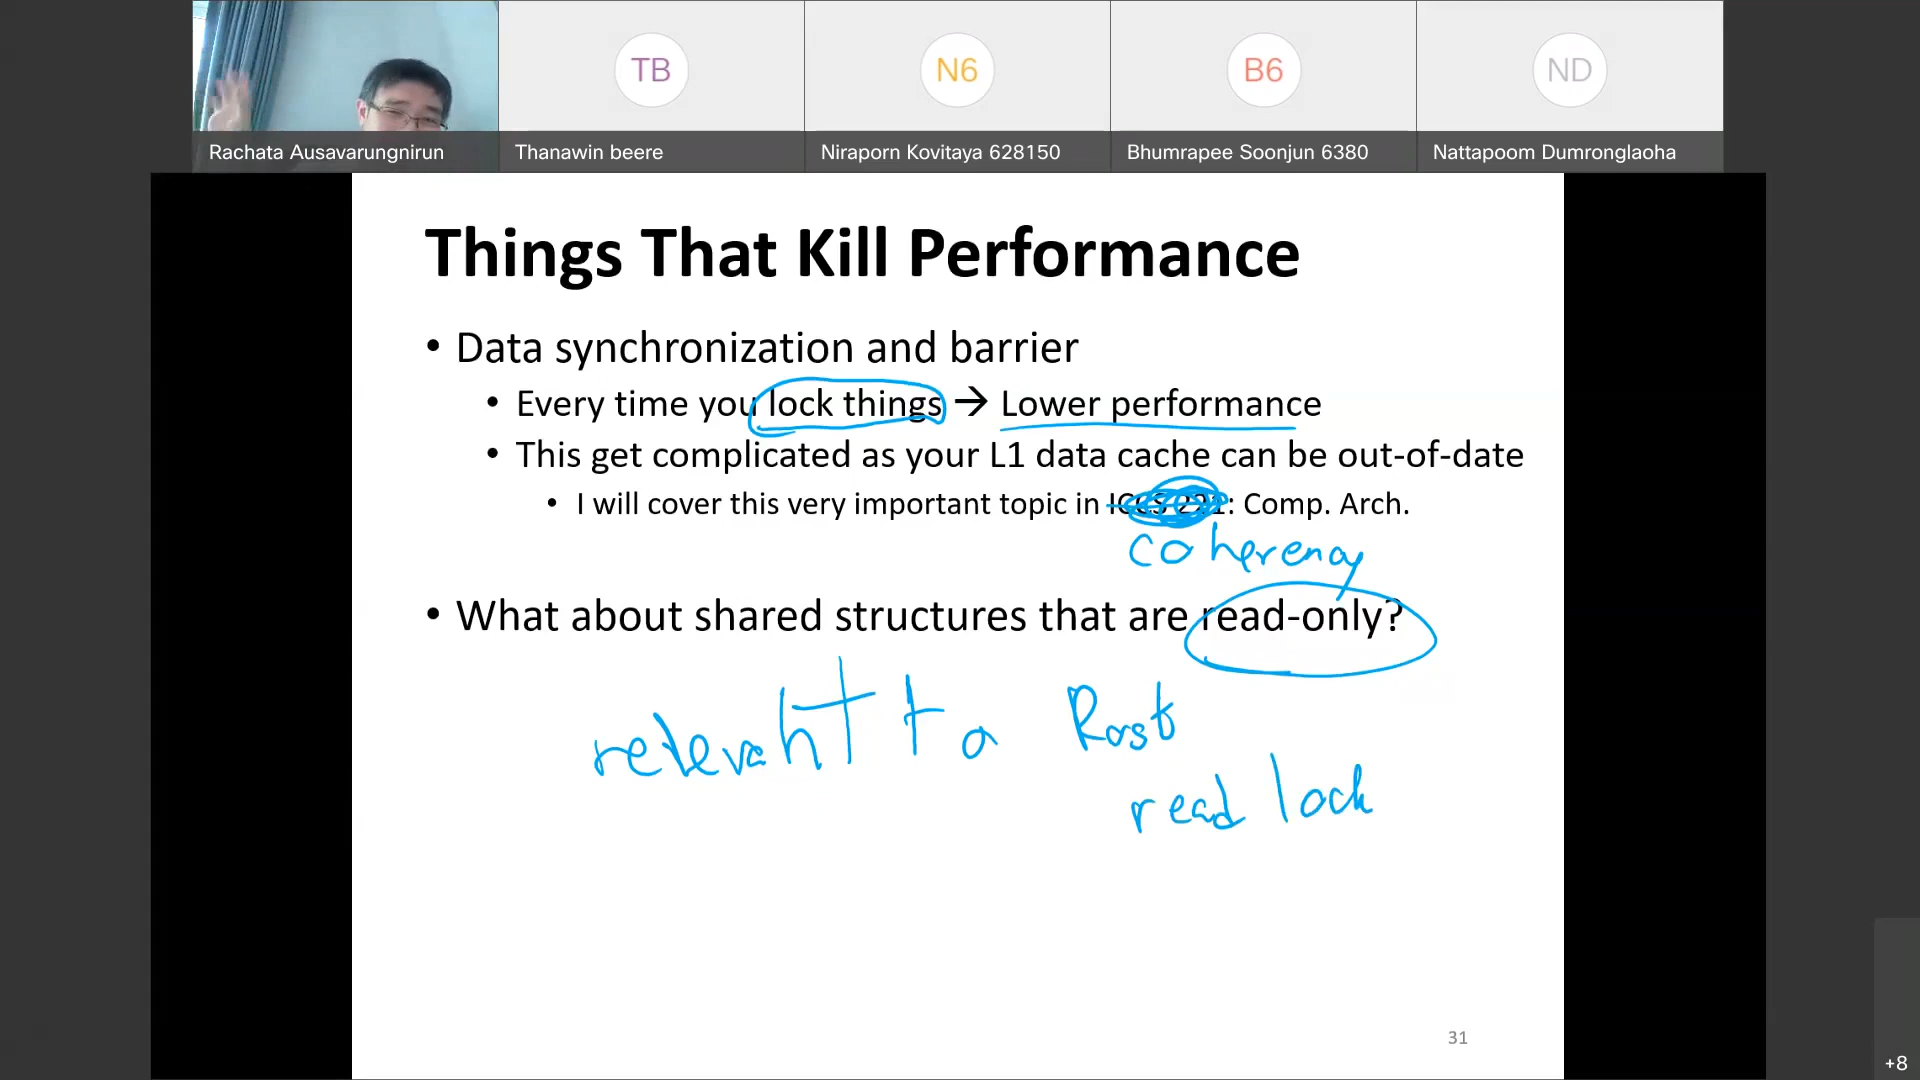 TB
N6
B6
ND
Rachata Ausavarungnirun
Thanawin beere
Niraporn Kovitaya 628150
Bhumrapee Soonjun 6380
Nattapoom Dumronglaoha
Things That Kill Performance
• Data synchronization and barrier
• Every time you lock things → Lower performance
• This get complicated as your L1 data cache can be out-of-date
• I will cover this very important topic in ICCS 221: Comp. Arch.
coherency
• What about shared structures that are read-only?
relevant to Rust
read lock
31
+8